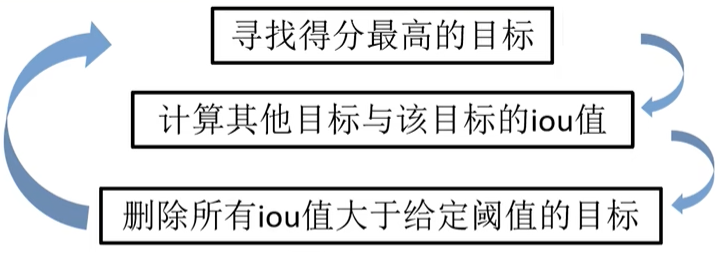 寻找得分最高的目标
计算其他目标与该目标的iou值
删除所有iou值大于给定阈值的目标